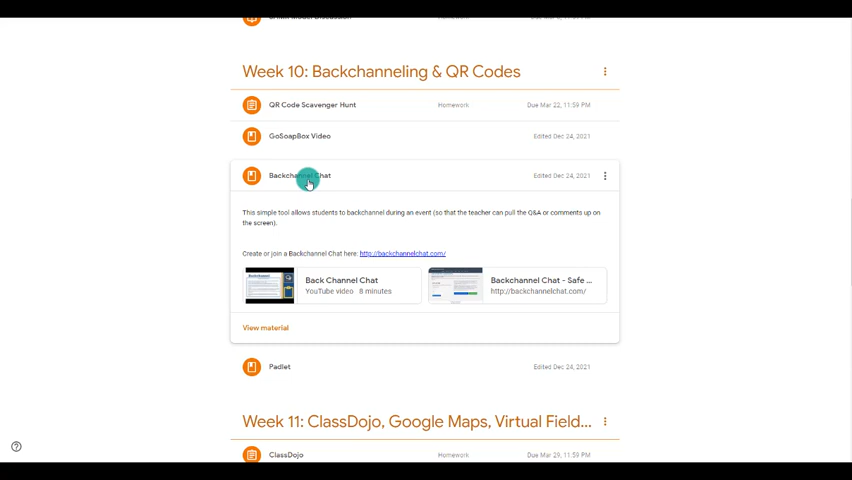 Week 10: Backchanneling & QR Codes
QR Code Scavenger Hunt Homework Due Mar 22, 11:59 PM
GoSoapBox Video Edited Dec 24, 2021
Backchannel Chat Edited Dec 24, 2021
This simple tool allows students to backchannel during an event (so that the teacher can pull the Q&A or comments up on
the screen).
Create or join a Backchannel Chat here: http://backchannelchat.com/
Back Channel Chat
YouTube video 8 minutes
Backchannel Chat - Safe ...
http://backchannelchat.com/
View material
Padlet Edited Dec 24, 2021
Week 11: ClassDojo, Google Maps, Virtual Field...
ClassDojo Homework Due Mar 29, 11:59 PM